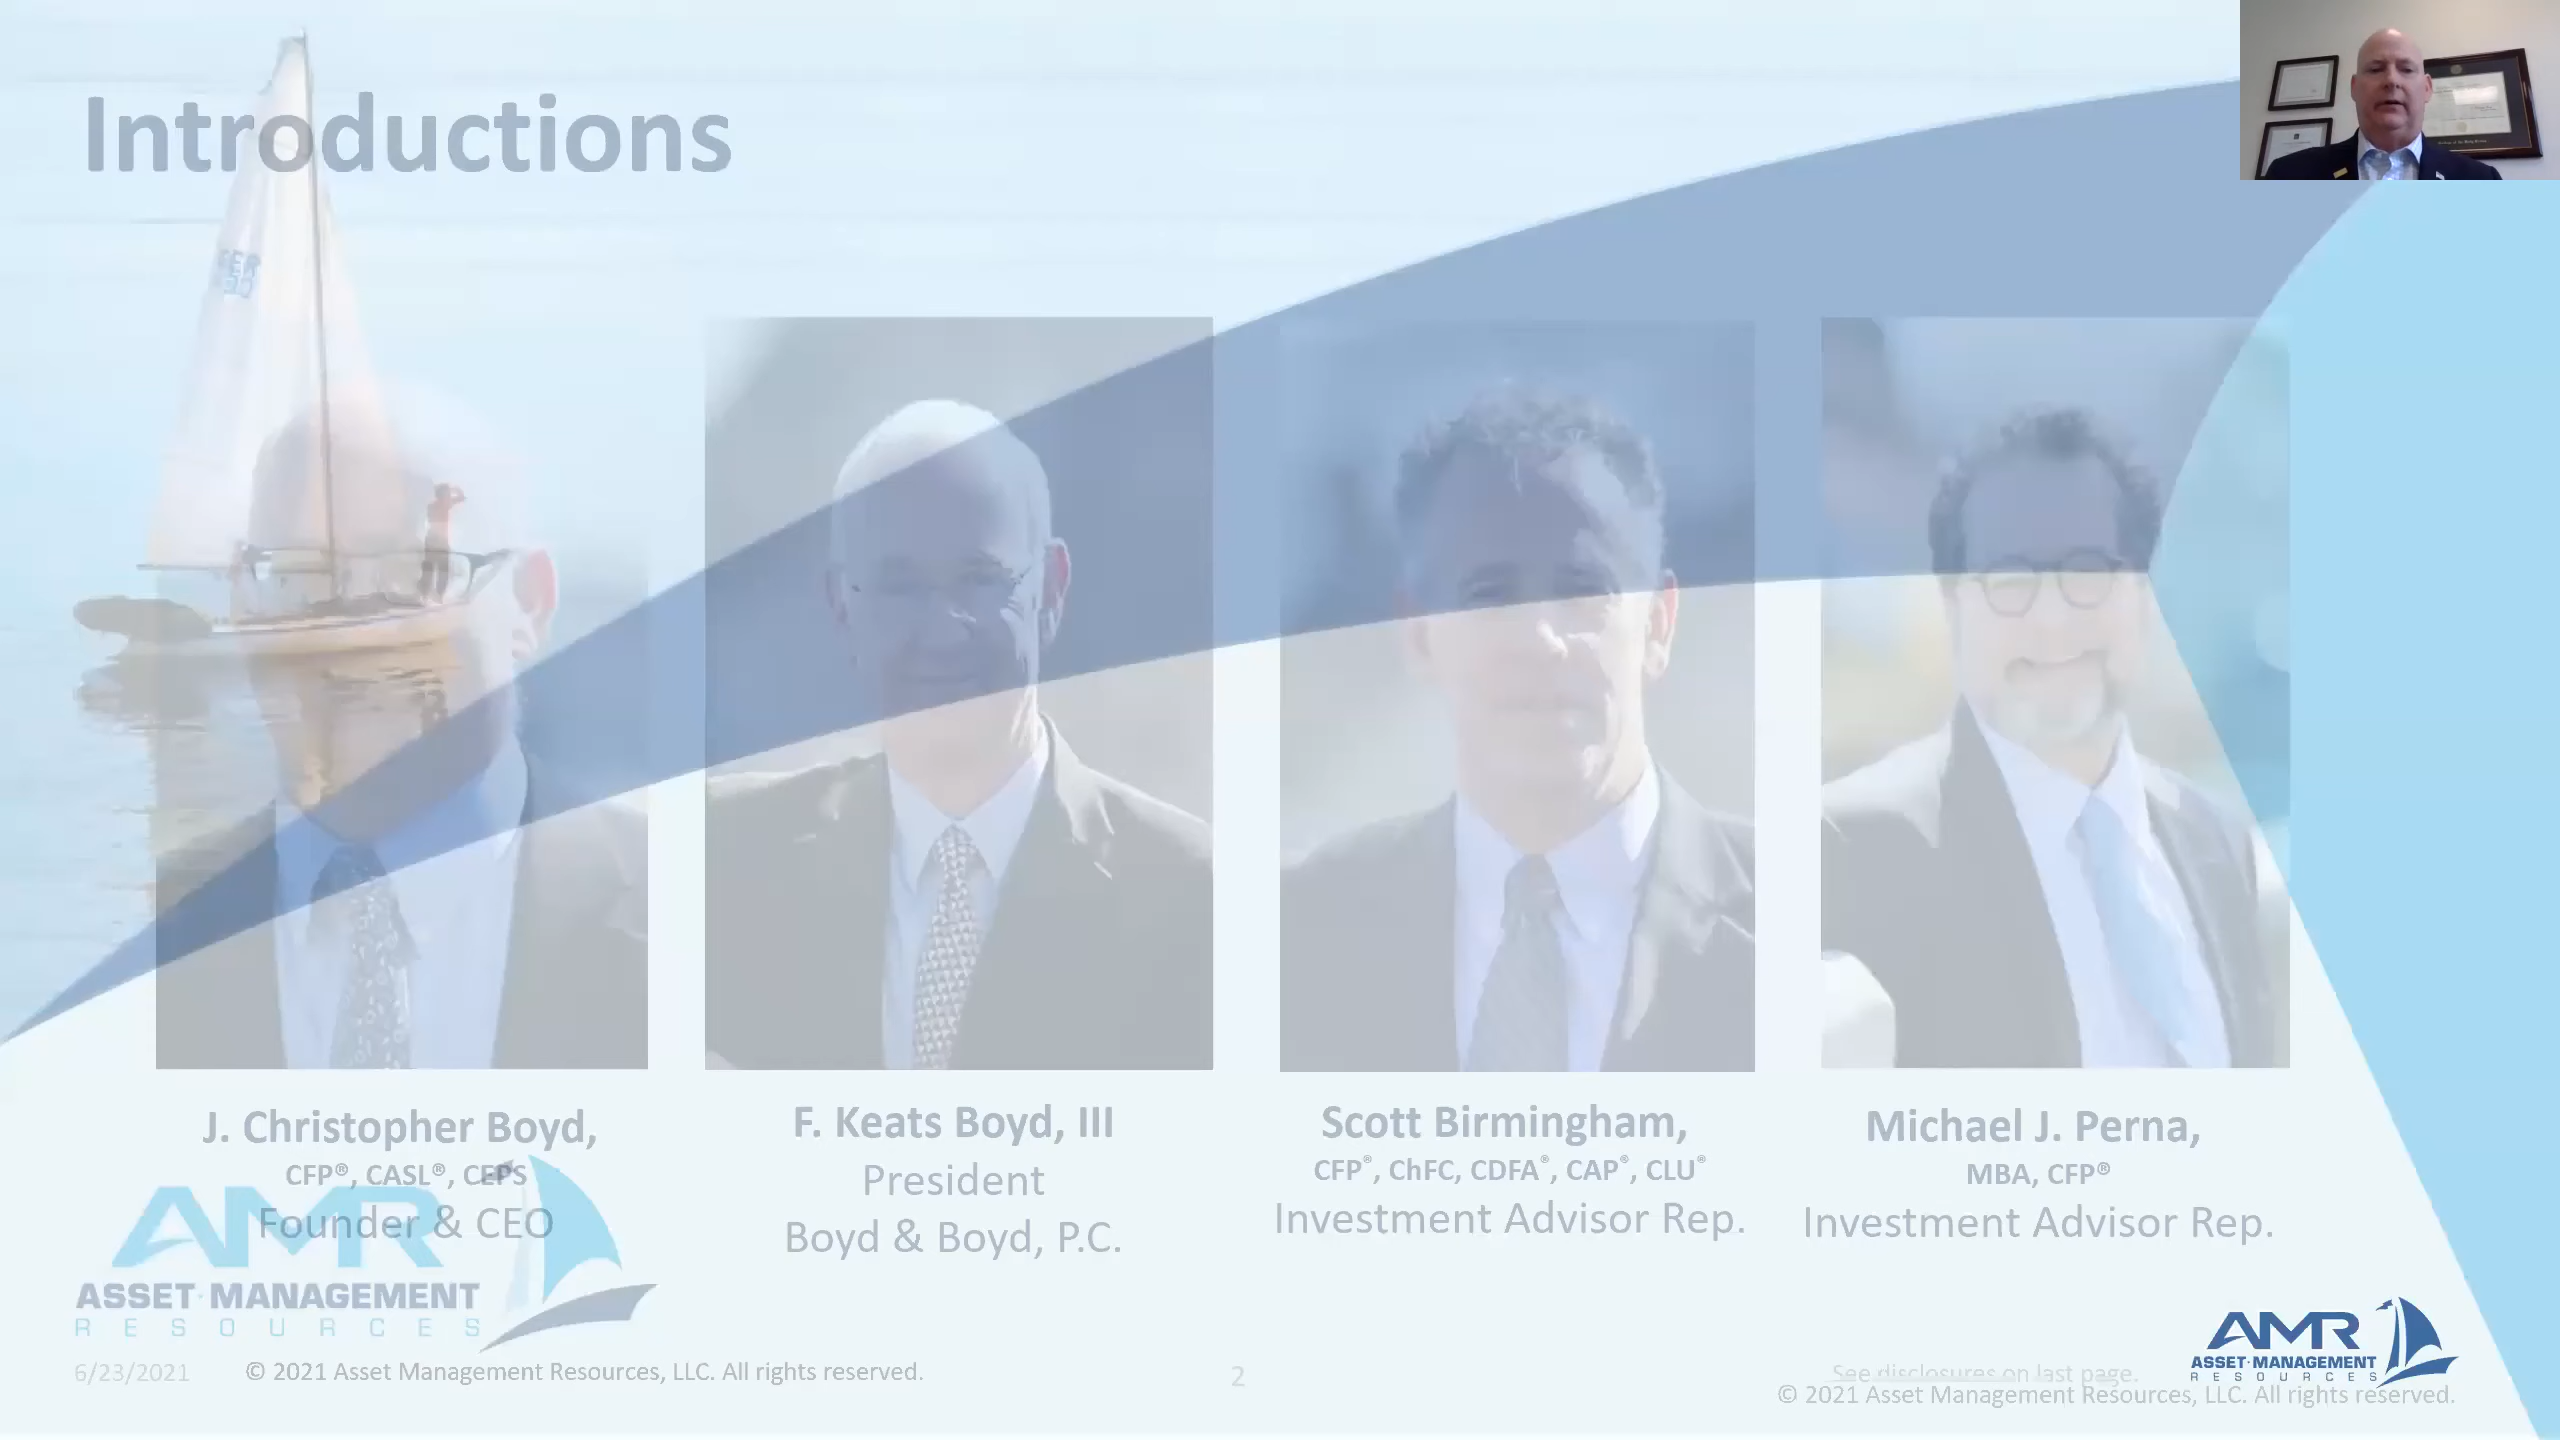 Introductions
J. Christopher Boyd,
CFP®, CASL®, CEPS
Founder & CEO
F. Keats Boyd, III
President
Boyd & Boyd, P.C.
Scott Birmingham,
CFP®, ChFC, CDFA®, CAP®, CLU®
Investment Advisor Rep.
Michael J. Perna,
MBA, CFP®
Investment Advisor Rep.
AMR
ASSET·MANAGEMENT
RESOURCES
6/23/2021
© 2021 Asset Management Resources, LLC. All rights reserved.
2
See disclosures on last page.
© 2021 Asset Management Resources, LLC. All rights reserved.
AMR
ASSET·MANAGEMENT
RESOURCES